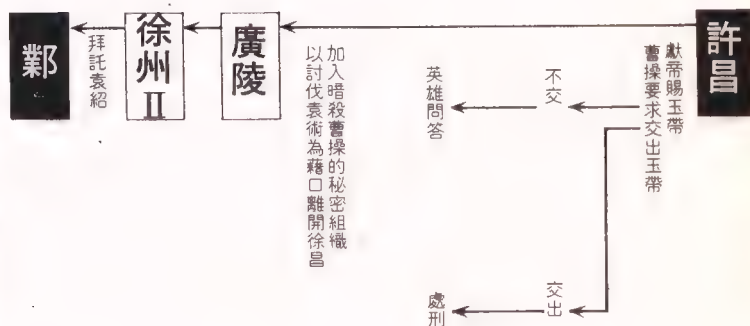 許昌
獻帝賜玉帶
曹操要求交出玉帶
不交
交出
英雄問答
處刑
加入暗殺曹操的秘密組織
以討伐袁術為藉口離開徐昌
廣陵
徐州II
拜託袁紹
鄴